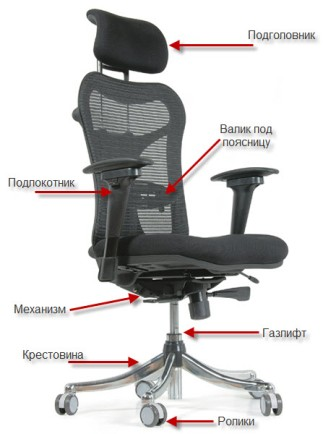 Подголовник
Валик под
поясницу
Подлокотник
Механизм
Газлифт
Крестовина
Ролики